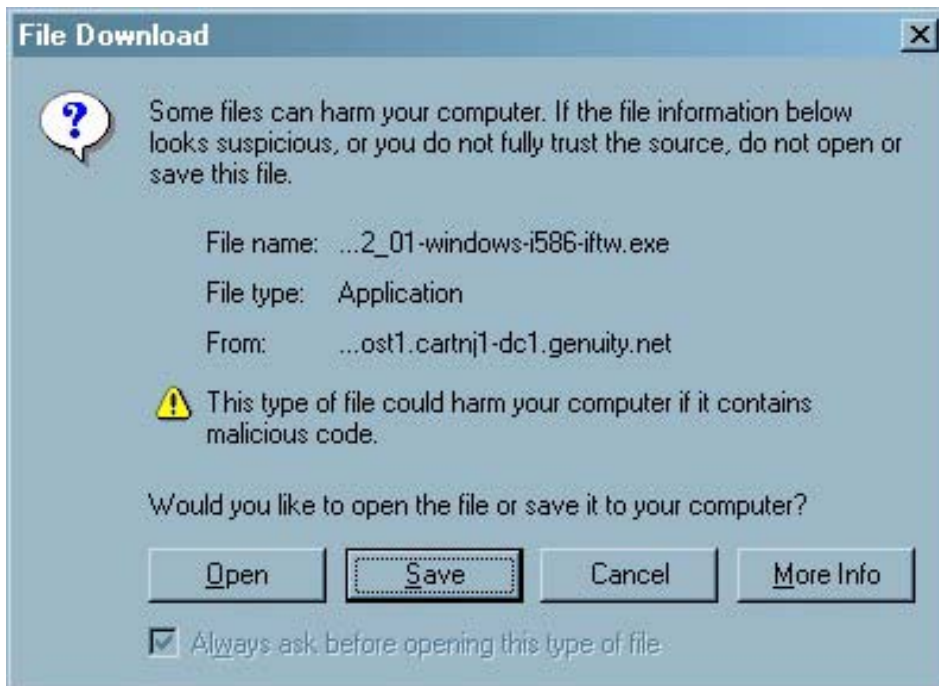 File Download
Some files can harm your computer. If the file information below
looks suspicious, or you do not fully trust the source, do not open or
save this file.
File name: ...2_01-windows-i586-iftw.exe
File type: Application
From: ...ost1.cartnj1-dc1.genuity.net
This type of file could harm your computer if it contains
malicious code.
Would you like to open the file or save it to your computer?
Open Save Cancel More Info
Always ask before opening this type of file